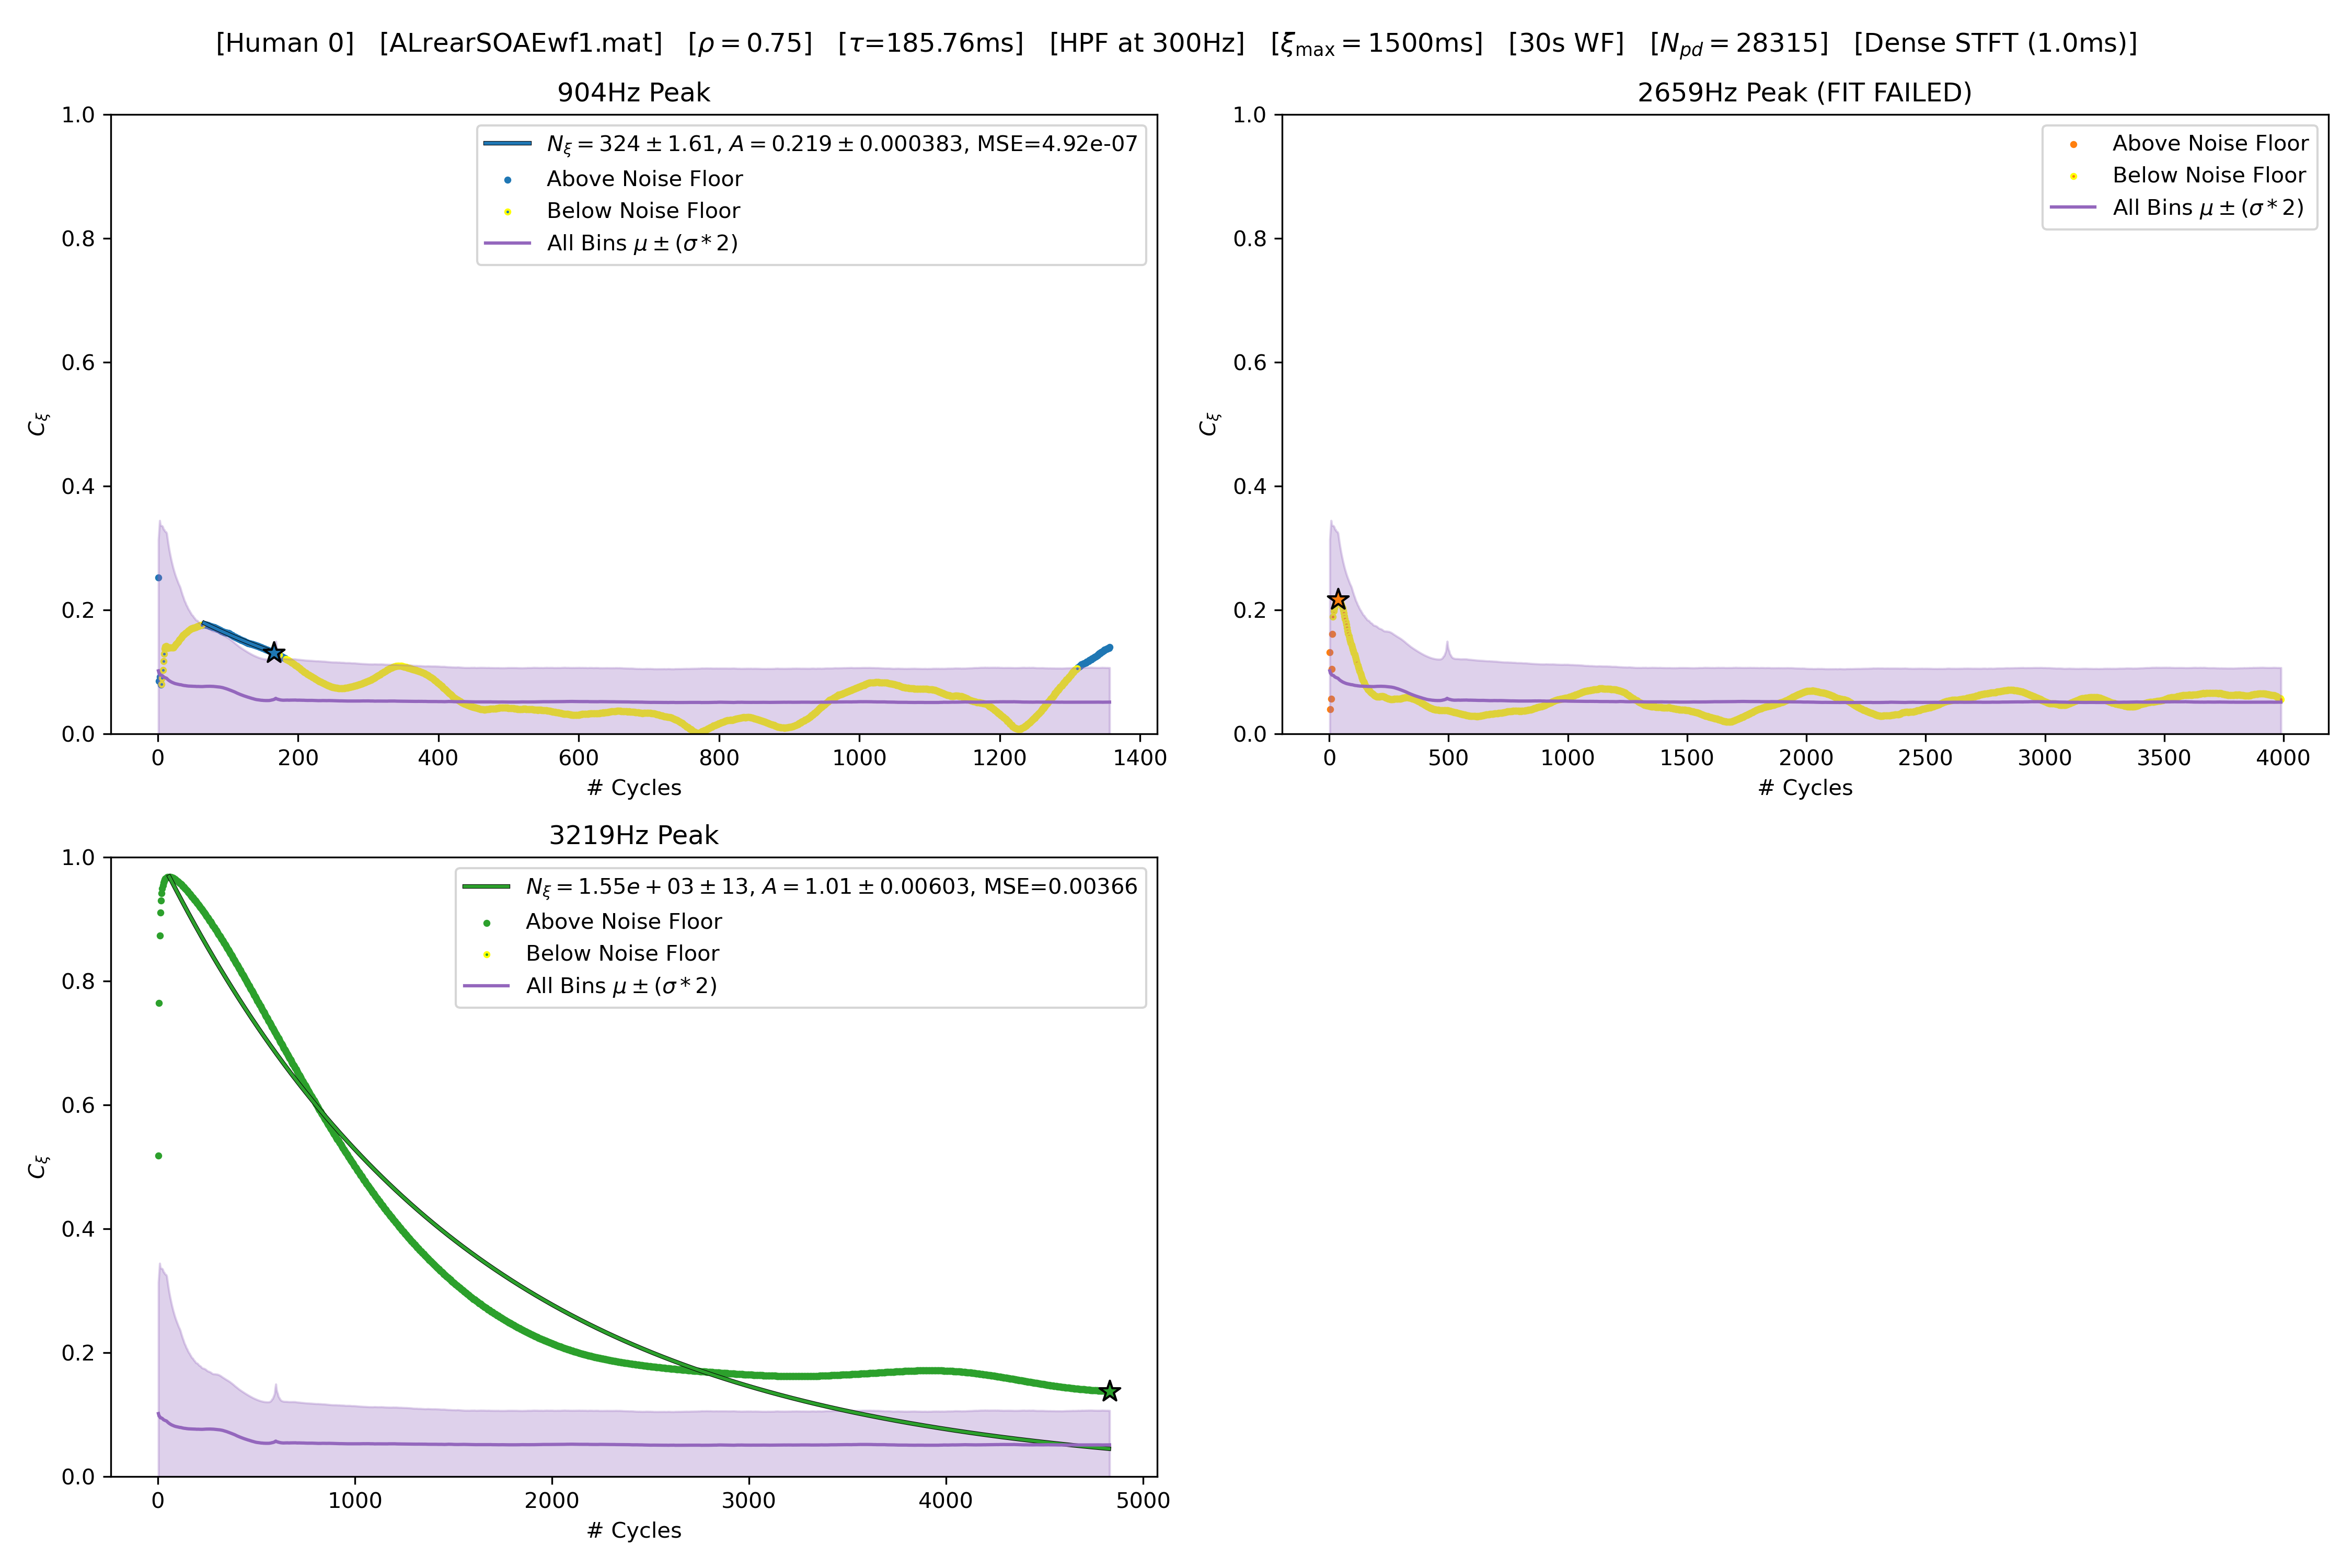 [Human 0] [ALrearSOAEwf1.mat] [ρ = 0.75] [τ=185.76ms] [HPF at 300Hz] [ξmax = 1500ms] [30s WF] [Npd = 28315] [Dense STFT (1.0ms)]
904Hz Peak
Nξ = 324 ± 1.61, A = 0.219 ± 0.000383, MSE=4.92e-07
Above Noise Floor
Below Noise Floor
All Bins μ ± (σ * 2)
1.0
0.8
0.6
0.4
0.2
0.0
Cξ
0 200 400 600 800 1000 1200 1400
# Cycles
2659Hz Peak (FIT FAILED)
Above Noise Floor
Below Noise Floor
All Bins μ ± (σ * 2)
1.0
0.8
0.6
0.4
0.2
0.0
Cξ
0 500 1000 1500 2000 2500 3000 3500 4000
# Cycles
3219Hz Peak
Nξ = 1.55e + 03 ± 13, A = 1.01 ± 0.00603, MSE=0.00366
Above Noise Floor
Below Noise Floor
All Bins μ ± (σ * 2)
1.0
0.8
0.6
0.4
0.2
0.0
Cξ
0 1000 2000 3000 4000 5000
# Cycles